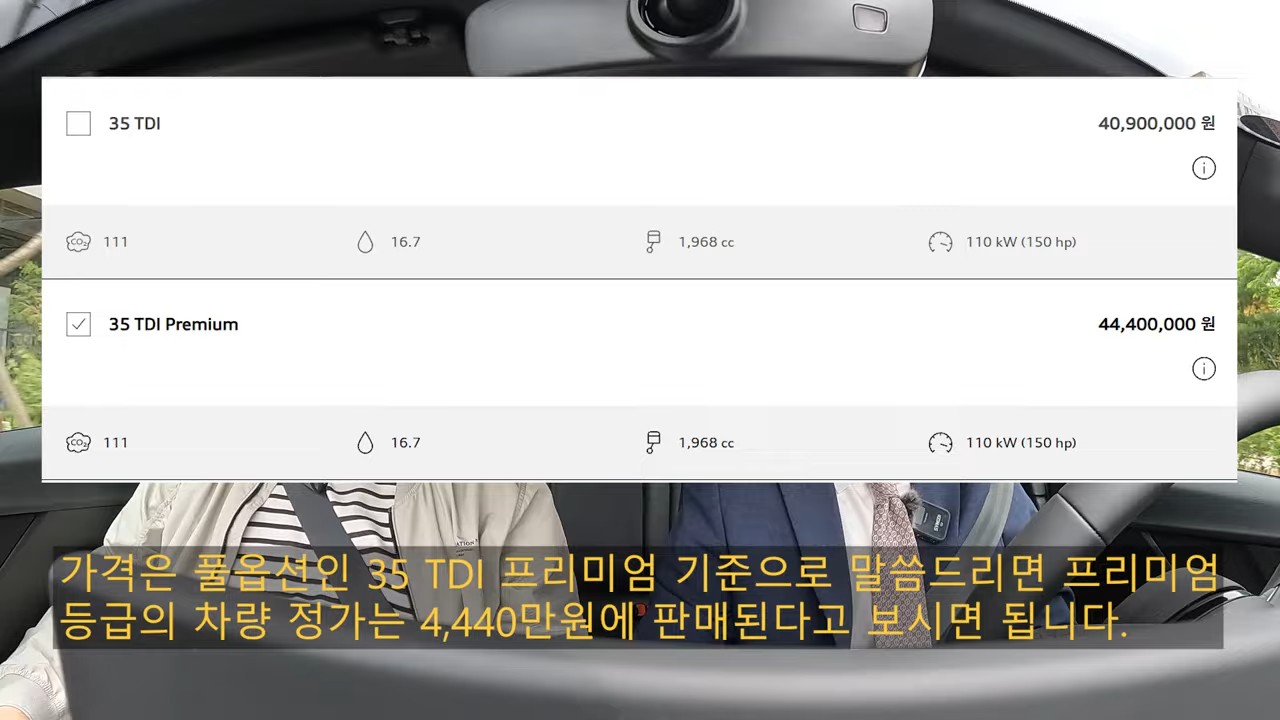 35 TDI
40,900,000 원
CO₂ 111
16.7
1,968 cc
110 kW (150 hp)
35 TDI Premium
44,400,000 원
CO₂ 111
16.7
1,968 cc
110 kW (150 hp)
가격은 풀옵션인 35 TDI 프리미엄 기준으로 말씀드리면 프리미엄
등급의 차량 정가는 4,440만원에 판매된다고 보시면 됩니다.